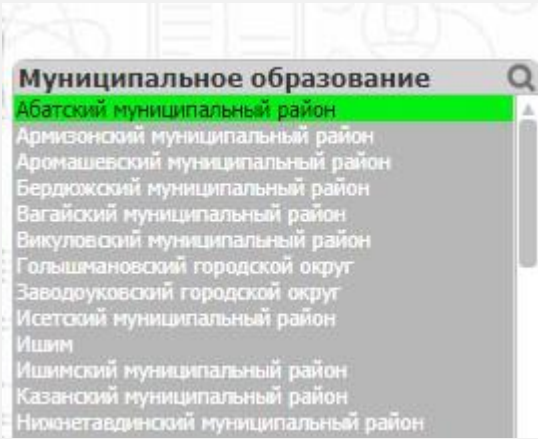 Муниципальное образование
Абатский муниципальный район
Армизонский муниципальный район
Аромашевский муниципальный район
Бердюжский муниципальный район
Вагайский муниципальный район
Викуловский муниципальный район
Голышмановский городской округ
Заводоуковский городской округ
Исетский муниципальный район
Ишим
Ишимский муниципальный район
Казанский муниципальный район
Нижнетавдинский муниципальный район